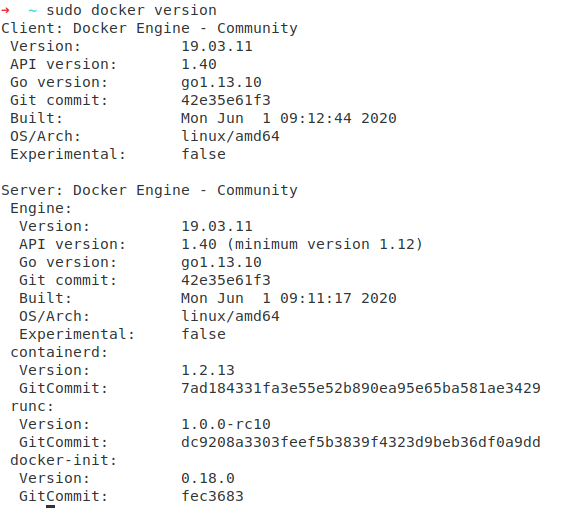 ➜  ~ sudo docker version
Client: Docker Engine - Community
 Version:           19.03.11
 API version:       1.40
 Go version:        go1.13.10
 Git commit:        42e35e61f3
 Built:             Mon Jun  1 09:12:44 2020
 OS/Arch:           linux/amd64
 Experimental:      false

Server: Docker Engine - Community
 Engine:
  Version:          19.03.11
  API version:      1.40 (minimum version 1.12)
  Go version:       go1.13.10
  Git commit:       42e35e61f3
  Built:            Mon Jun  1 09:11:17 2020
  OS/Arch:          linux/amd64
  Experimental:     false
 containerd:
  Version:          1.2.13
  GitCommit:        7ad184331fa3e55e52b890ea95e65ba581ae3429
 runc:
  Version:          1.0.0-rc10
  GitCommit:        dc9208a3303feef5b3839f4323d9beb36df0a9dd
 docker-init:
  Version:          0.18.0
  GitCommit:        fec3683